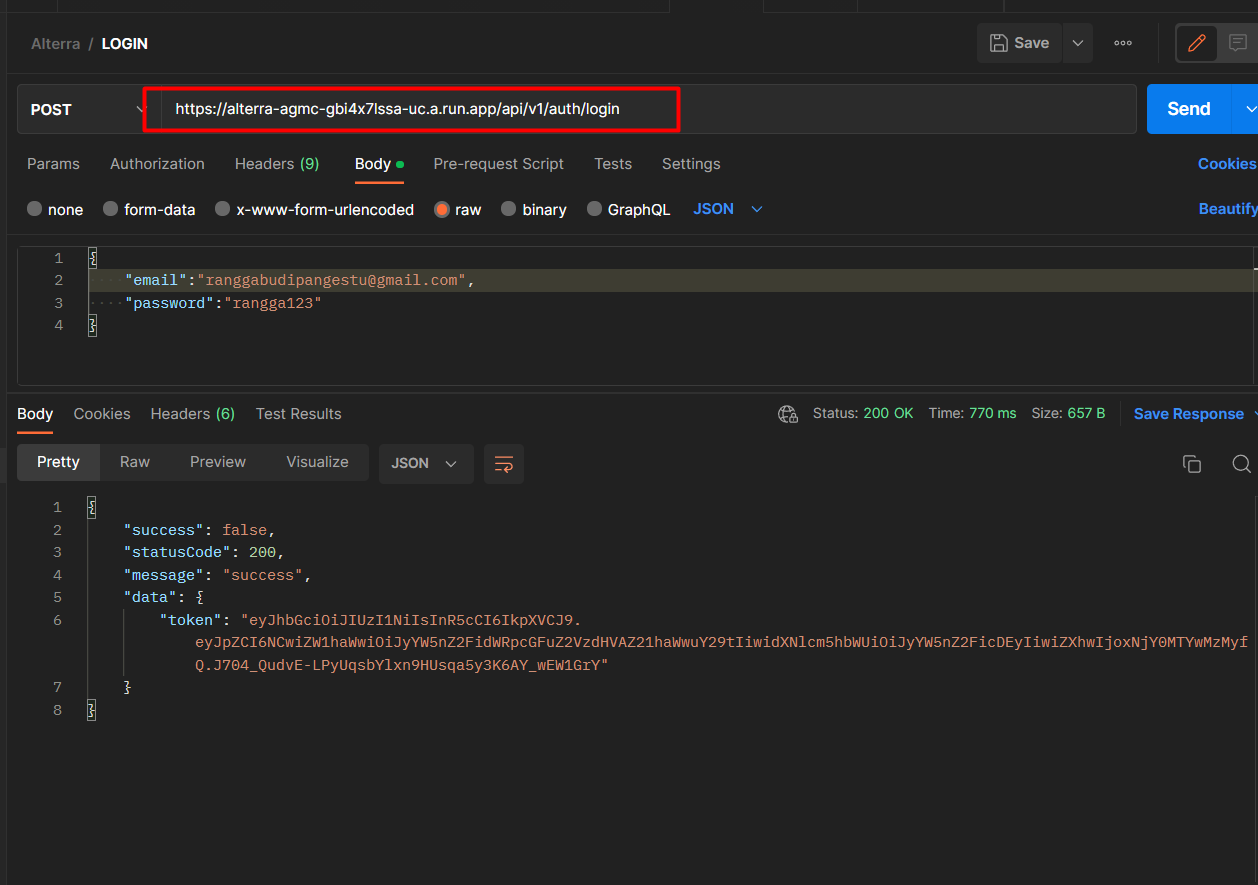 Alterra / LOGIN
Save
POST
https://alterra-agmc-gbi4x7lssa-uc.a.run.app/api/v1/auth/login
Send
Params Authorization Headers (9) Body Pre-request Script Tests Settings Cookies
none form-data x-www-form-urlencoded raw binary GraphQL JSON Beautify
1 {
2 "email":"ranggabudipangestu@gmail.com",
3 "password":"rangga123"
4 }
Body Cookies Headers (6) Test Results Status: 200 OK Time: 770 ms Size: 657 B Save Response
Pretty Raw Preview Visualize JSON
1 {
2 "success": false,
3 "statusCode": 200,
4 "message": "success",
5 "data": {
6 "token": "eyJhbGciOiJIUzI1NiIsInR5cCI6IkpXVCJ9.
eyJpZCI6NCwiZW1haWwiOiJyYW5nZ2FidWRpcGFuZ2VzdHVAZ21haWwuY29tIiwidXNlcm5hbWUiOiJyYW5nZ2FicDEyIiwiZXhwIjoxNjY0MTYwMzMyf
Q.J704_QudvE-LPyUqsbYlxn9HUsqa5y3K6AY_wEW1GrY"
7 }
8 }